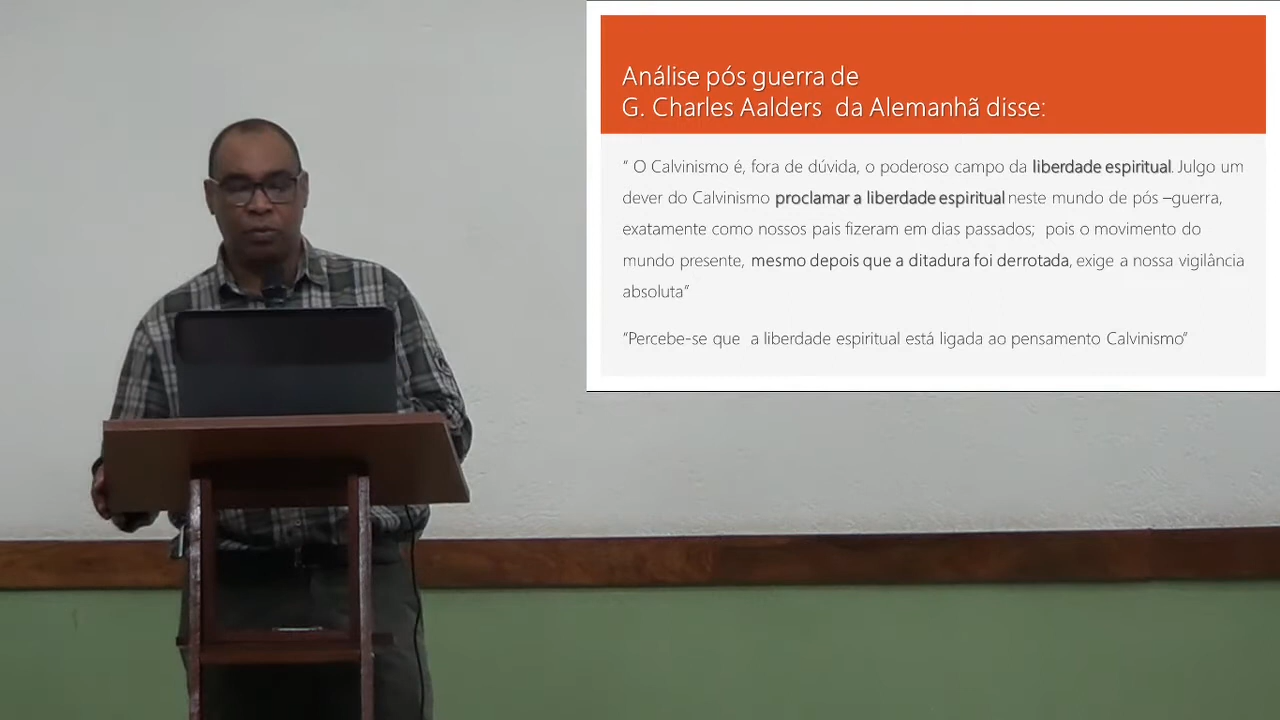 Análise pós guerra de
G. Charles Aalders da Alemanhã disse:
“ O Calvinismo é, fora de dúvida, o poderoso campo da liberdade espiritual. Julgo um
dever do Calvinismo proclamar a liberdade espiritual neste mundo de pós –guerra,
exatamente como nossos pais fizeram em dias passados; pois o movimento do
mundo presente, mesmo depois que a ditadura foi derrotada, exige a nossa vigilância
absoluta”
“Percebe-se que a liberdade espiritual está ligada ao pensamento Calvinismo”